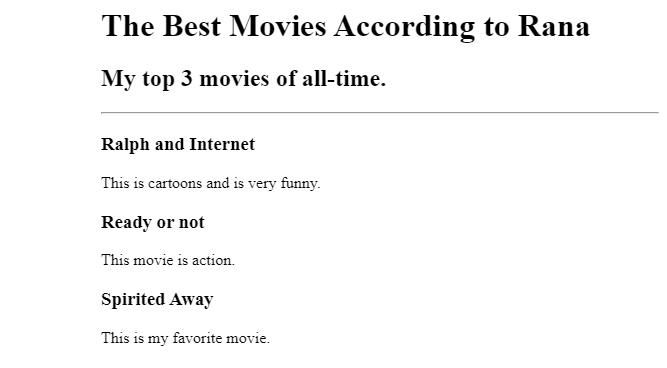 The Best Movies According to Rana
My top 3 movies of all-time.
Ralph and Internet
This is cartoons and is very funny.
Ready or not
This movie is action.
Spirited Away
This is my favorite movie.